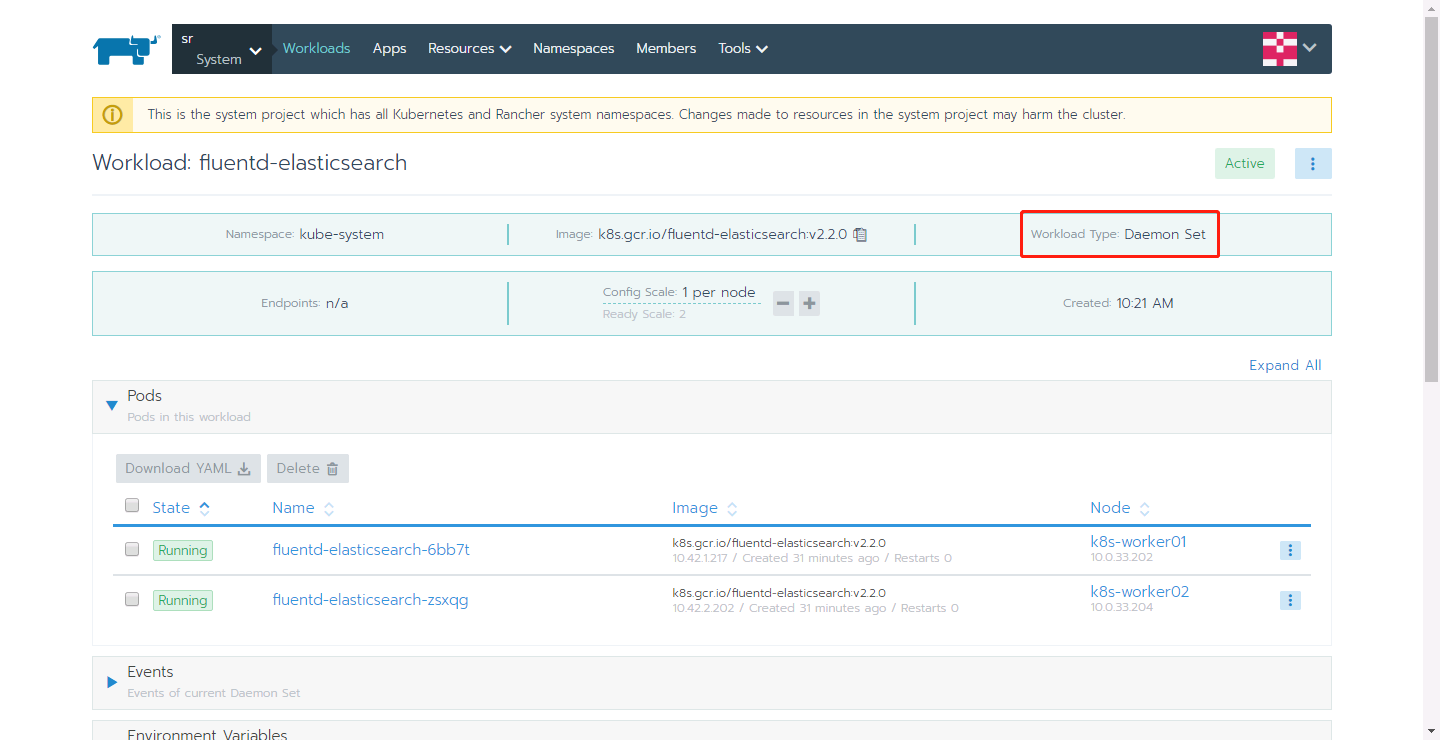 sr
System
Workloads Apps Resources Namespaces Members Tools
This is the system project which has all Kubernetes and Rancher system namespaces. Changes made to resources in the system project may harm the cluster.
Workload: fluentd-elasticsearch
Active
Namespace: kube-system
Image: k8s.gcr.io/fluentd-elasticsearch:v2.2.0
Workload Type: Daemon Set
Endpoints: n/a
Config Scale: 1 per node
Ready Scale: 2
Created: 10:21 AM
Expand All
Pods
Pods in this workload
Download YAML Delete
State Name Image Node
Running fluentd-elasticsearch-6bb7t k8s.gcr.io/fluentd-elasticsearch:v2.2.0 k8s-worker01
10.42.1.217 / Created 31 minutes ago / Restarts 0 10.0.33.202
Running fluentd-elasticsearch-zsxqg k8s.gcr.io/fluentd-elasticsearch:v2.2.0 k8s-worker02
10.42.2.202 / Created 31 minutes ago / Restarts 0 10.0.33.204
Events
Events of current Daemon Set
Environment Variables